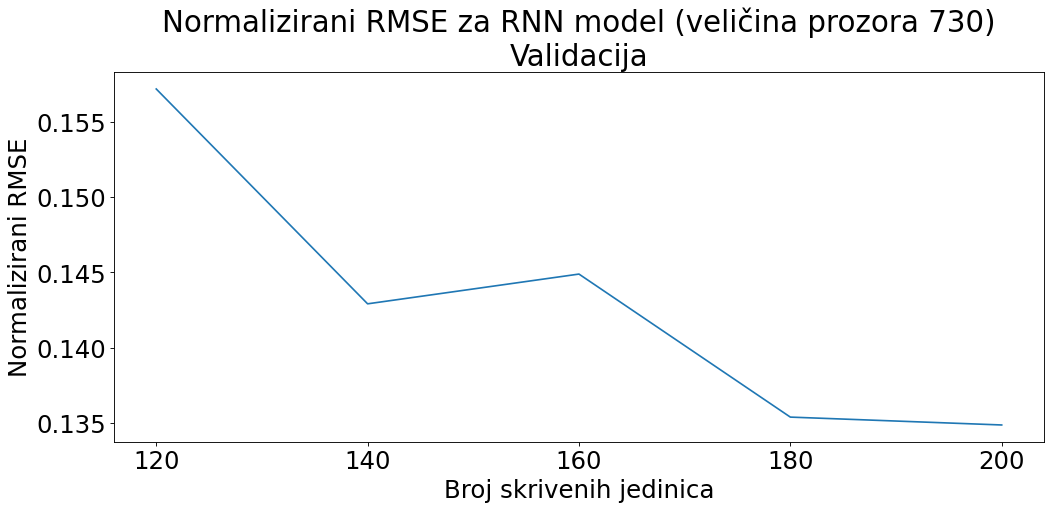 Normalizirani RMSE za RNN model (veličina prozora 730)
Validacija
Normalizirani RMSE
0.155
0.150
0.145
0.140
0.135
120 140 160 180 200
Broj skrivenih jedinica